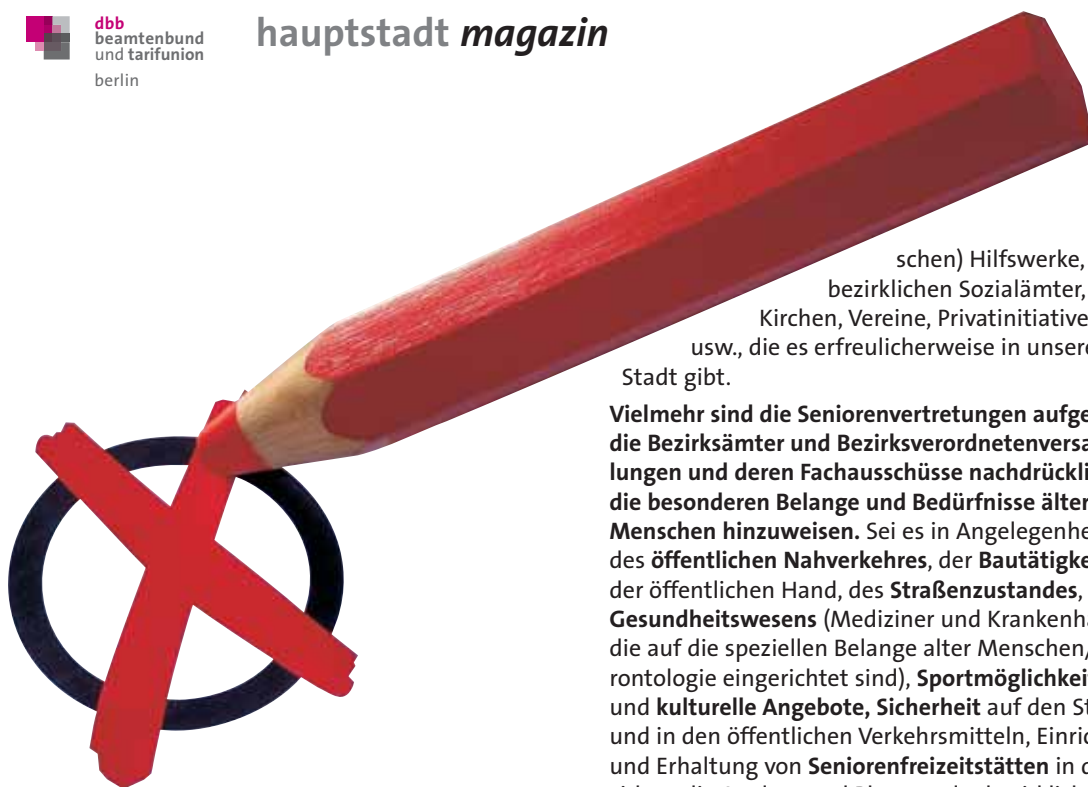 dbb
beamtenbund
und tarifunion
berlin
hauptstadt magazin
schen) Hilfswerke,
bezirklichen Sozialämter,
Kirchen, Vereine, Privatinitiative
usw., die es erfreulicherweise in unsere
Stadt gibt.
Vielmehr sind die Seniorenvertretungen aufge
die Bezirksämter und Bezirksverordnetenversa
lungen und deren Fachausschüsse nachdrückli
die besonderen Belange und Bedürfnisse älter
Menschen hinzuweisen. Sei es in Angelegenhe
des öffentlichen Nahverkehres, der Bautätigke
der öffentlichen Hand, des Straßenzustandes,
Gesundheitswesens (Mediziner und Krankenha
die auf die speziellen Belange alter Menschen/
rontologie eingerichtet sind), Sportmöglichkei
und kulturelle Angebote, Sicherheit auf den St
und in den öffentlichen Verkehrsmitteln, Einric
und Erhaltung von Seniorenfreizeitstätten in d